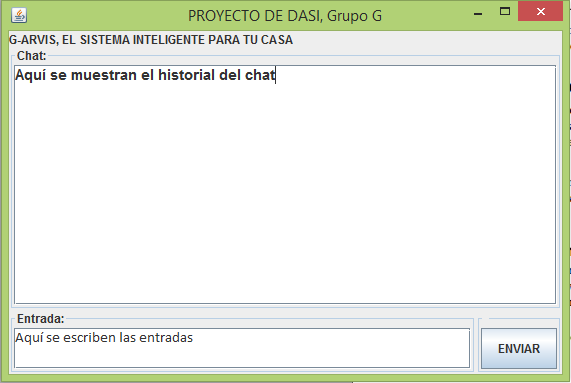 PROYECTO DE DASI, Grupo G
G-ARVIS, EL SISTEMA INTELIGENTE PARA TU CASA
Chat:
Aquí se muestran el historial del chat
Entrada:
Aquí se escriben las entradas
ENVIAR